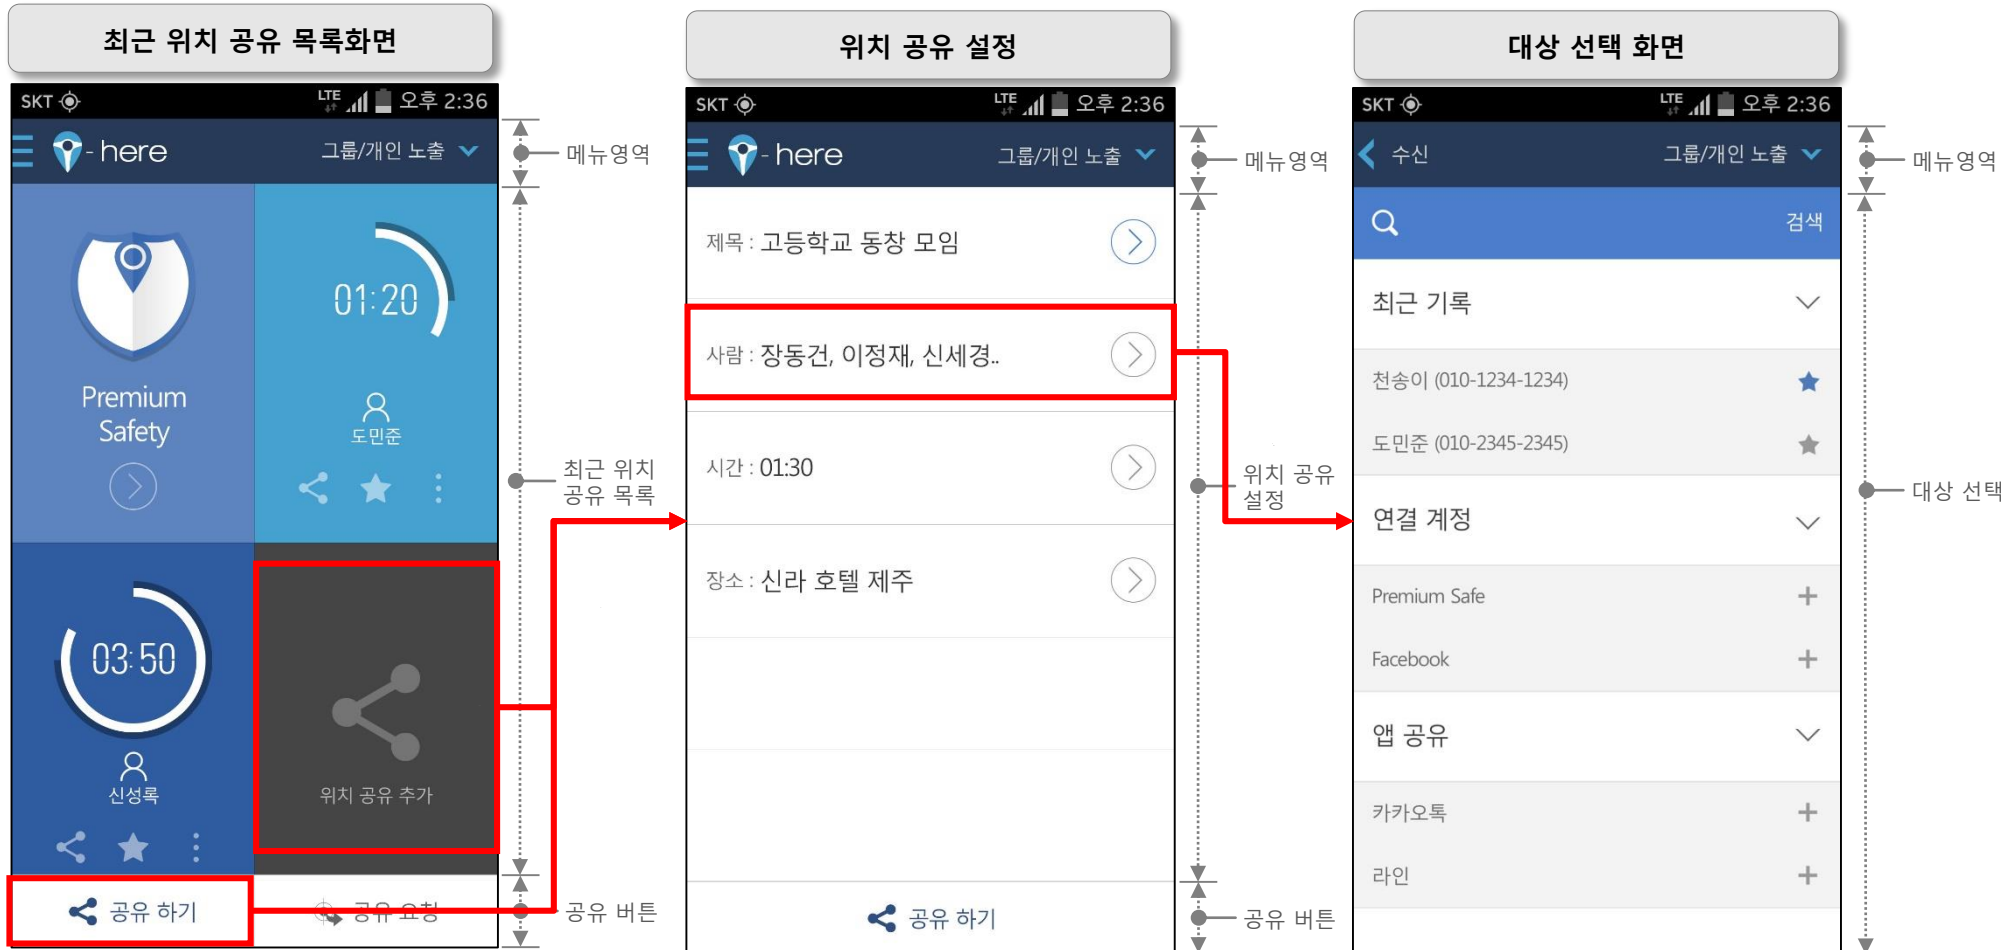 최근 위치 공유 목록화면
SKT
LTE
오후 2:36
- here
그룹/개인 노출
Premium
Safety
01:20
도민준
03:50
신성록
위치 공유 추가
공유 하기
공유 요청
메뉴영역
최근 위치
공유 목록
공유 버튼
위치 공유 설정
SKT
LTE
오후 2:36
- here
그룹/개인 노출
제목 : 고등학교 동창 모임
사람 : 장동건, 이정재, 신세경..
시간 : 01:30
장소 : 신라 호텔 제주
공유 하기
메뉴영역
위치 공유
설정
공유 버튼
대상 선택 화면
SKT
LTE
오후 2:36
수신
그룹/개인 노출
검색
최근 기록
천송이 (010-1234-1234)
도민준 (010-2345-2345)
연결 계정
Premium Safe
Facebook
앱 공유
카카오톡
라인
메뉴영역
대상 선택